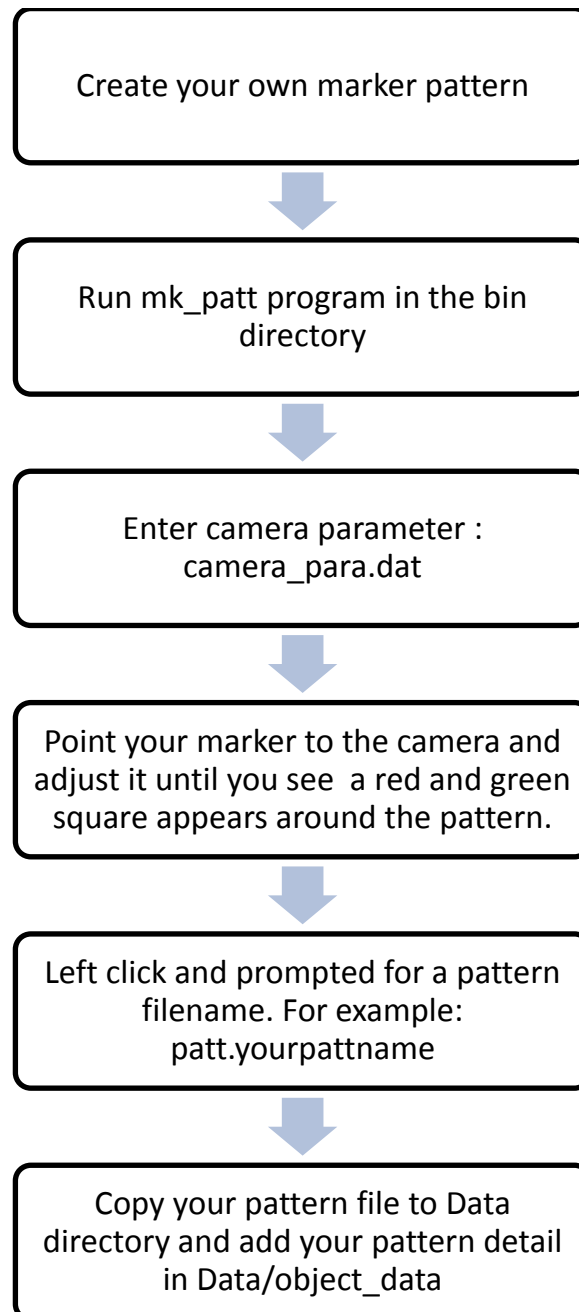 Create your own marker pattern
Run mk_patt program in the bin
directory
Enter camera parameter :
camera_para.dat
Point your marker to the camera and
adjust it until you see  a red and green
square appears around the pattern.
Left click and prompted for a pattern
filename. For example:
patt.yourpattname
Copy your pattern file to Data
directory and add your pattern detail
in Data/object_data